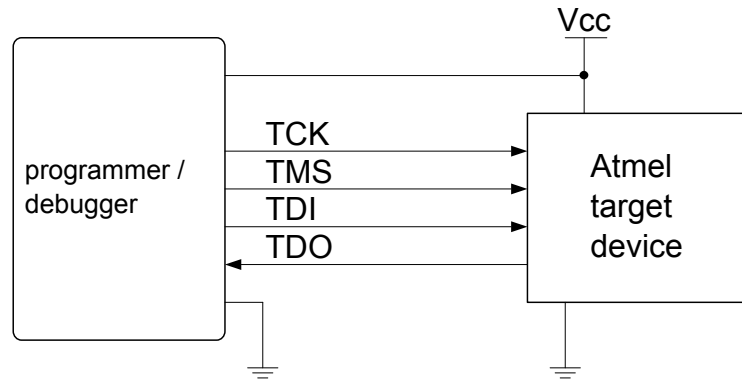 Vcc
programmer /
debugger
TCK
TMS
TDI
TDO
Atmel
target
device